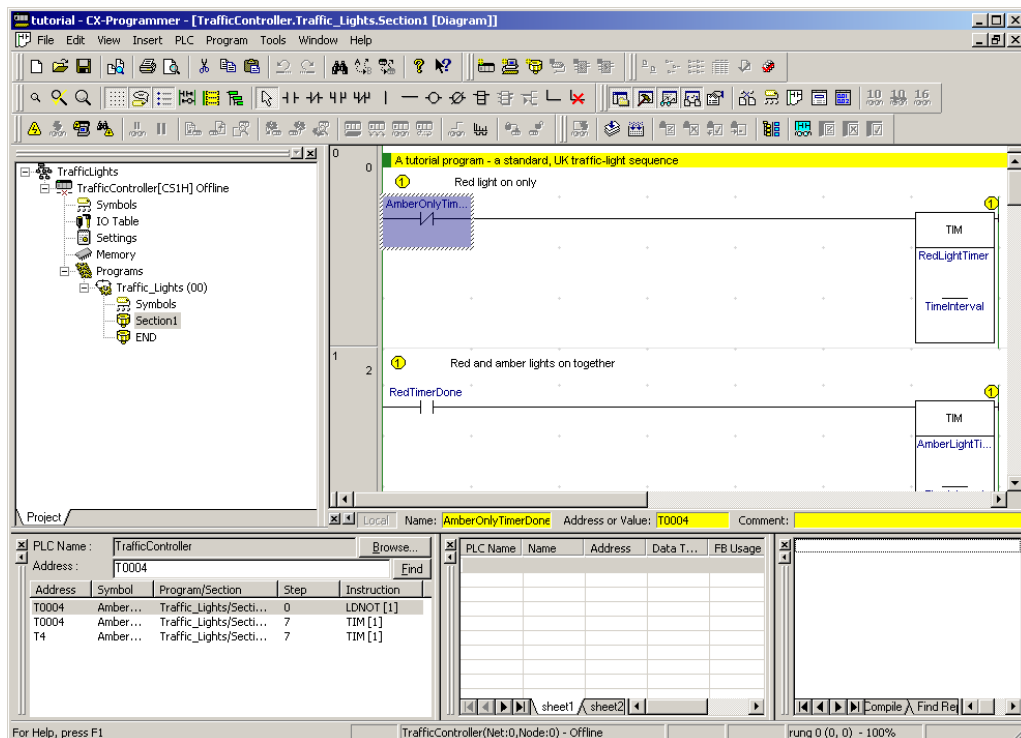 tutorial - CX-Programmer - [TrafficController.Traffic_Lights.Section1 [Diagram]]
File Edit View Insert PLC Program Tools Window Help
10 10 16
TrafficLights
TrafficController[CS1H] Offline
Symbols
IO Table
Settings
Memory
Programs
Traffic_Lights (00)
Symbols
Section1
END
Project
0
0
A tutorial program - a standard, UK traffic-light sequence
1
Red light on only
AmberOnlyTim...
1
TIM
RedLightTimer
TimeInterval
1
2
1
Red and amber lights on together
RedTimerDone
1
TIM
AmberLightTi...
Local Name: AmberOnlyTimerDone Address or Value: T0004 Comment:
PLC Name : TrafficController Browse...
Address : T0004 Find
Address Symbol Program/Section Step Instruction
T0004 Amber... Traffic_Lights/Secti... 0 LDNOT [1]
T0004 Amber... Traffic_Lights/Secti... 7 TIM [1]
T4 Amber... Traffic_Lights/Secti... 7 TIM [1]
PLC Name Name Address Data T... FB Usage
sheet1 sheet2
Compile Find Re
For Help, press F1
TrafficController(Net:0,Node:0) - Offline
rung 0 (0, 0) - 100%